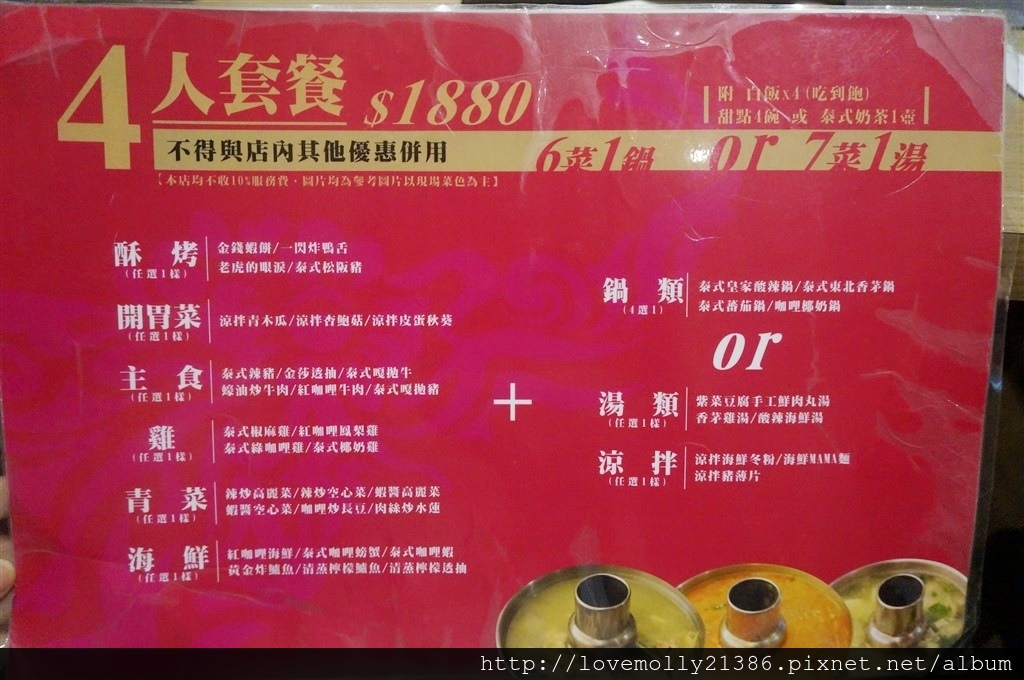 4人套餐 $1880
附 白飯x4(吃到飽)
甜點4碗 或 泰式奶茶1壺
不得與店內其他優惠併用
6菜1鍋 or 7菜1湯
【本店均不收10%服務費，圖片均為參考圖片以現場菜色為主】
酥烤
(任選1樣)
金錢蝦餅/一閃炸鴨舌
老虎的眼淚/泰式松阪豬
開胃菜
(任選1樣)
涼拌青木瓜/涼拌杏鮑菇/涼拌皮蛋秋葵
主食
(任選1樣)
泰式辣豬/金莎透抽/泰式嘎拋牛
蠔油炒牛肉/紅咖哩牛肉/泰式嘎拋豬
雞
(任選1樣)
泰式椒麻雞/紅咖哩鳳梨雞
泰式綠咖哩雞/泰式椰奶雞
青菜
(任選1樣)
辣炒高麗菜/辣炒空心菜/蝦醬高麗菜
蝦醬空心菜/咖哩炒長豆/肉絲炒水蓮
海鮮
(任選1樣)
紅咖哩海鮮/泰式咖哩螃蟹/泰式咖哩蝦
黃金炸鱸魚/清蒸檸檬鱸魚/清蒸檸檬透抽
+
鍋類
(4選1)
泰式皇家酸辣鍋/泰式東北香茅鍋
泰式蕃茄鍋/咖哩椰奶鍋
or
湯類
(任選1樣)
紫菜豆腐手工鮮肉丸湯
香茅雞湯/酸辣海鮮湯
涼拌
(任選1樣)
涼拌海鮮冬粉/海鮮MAMA麵
涼拌豬薄片
http://lovemolly21386.pixnet.net/album